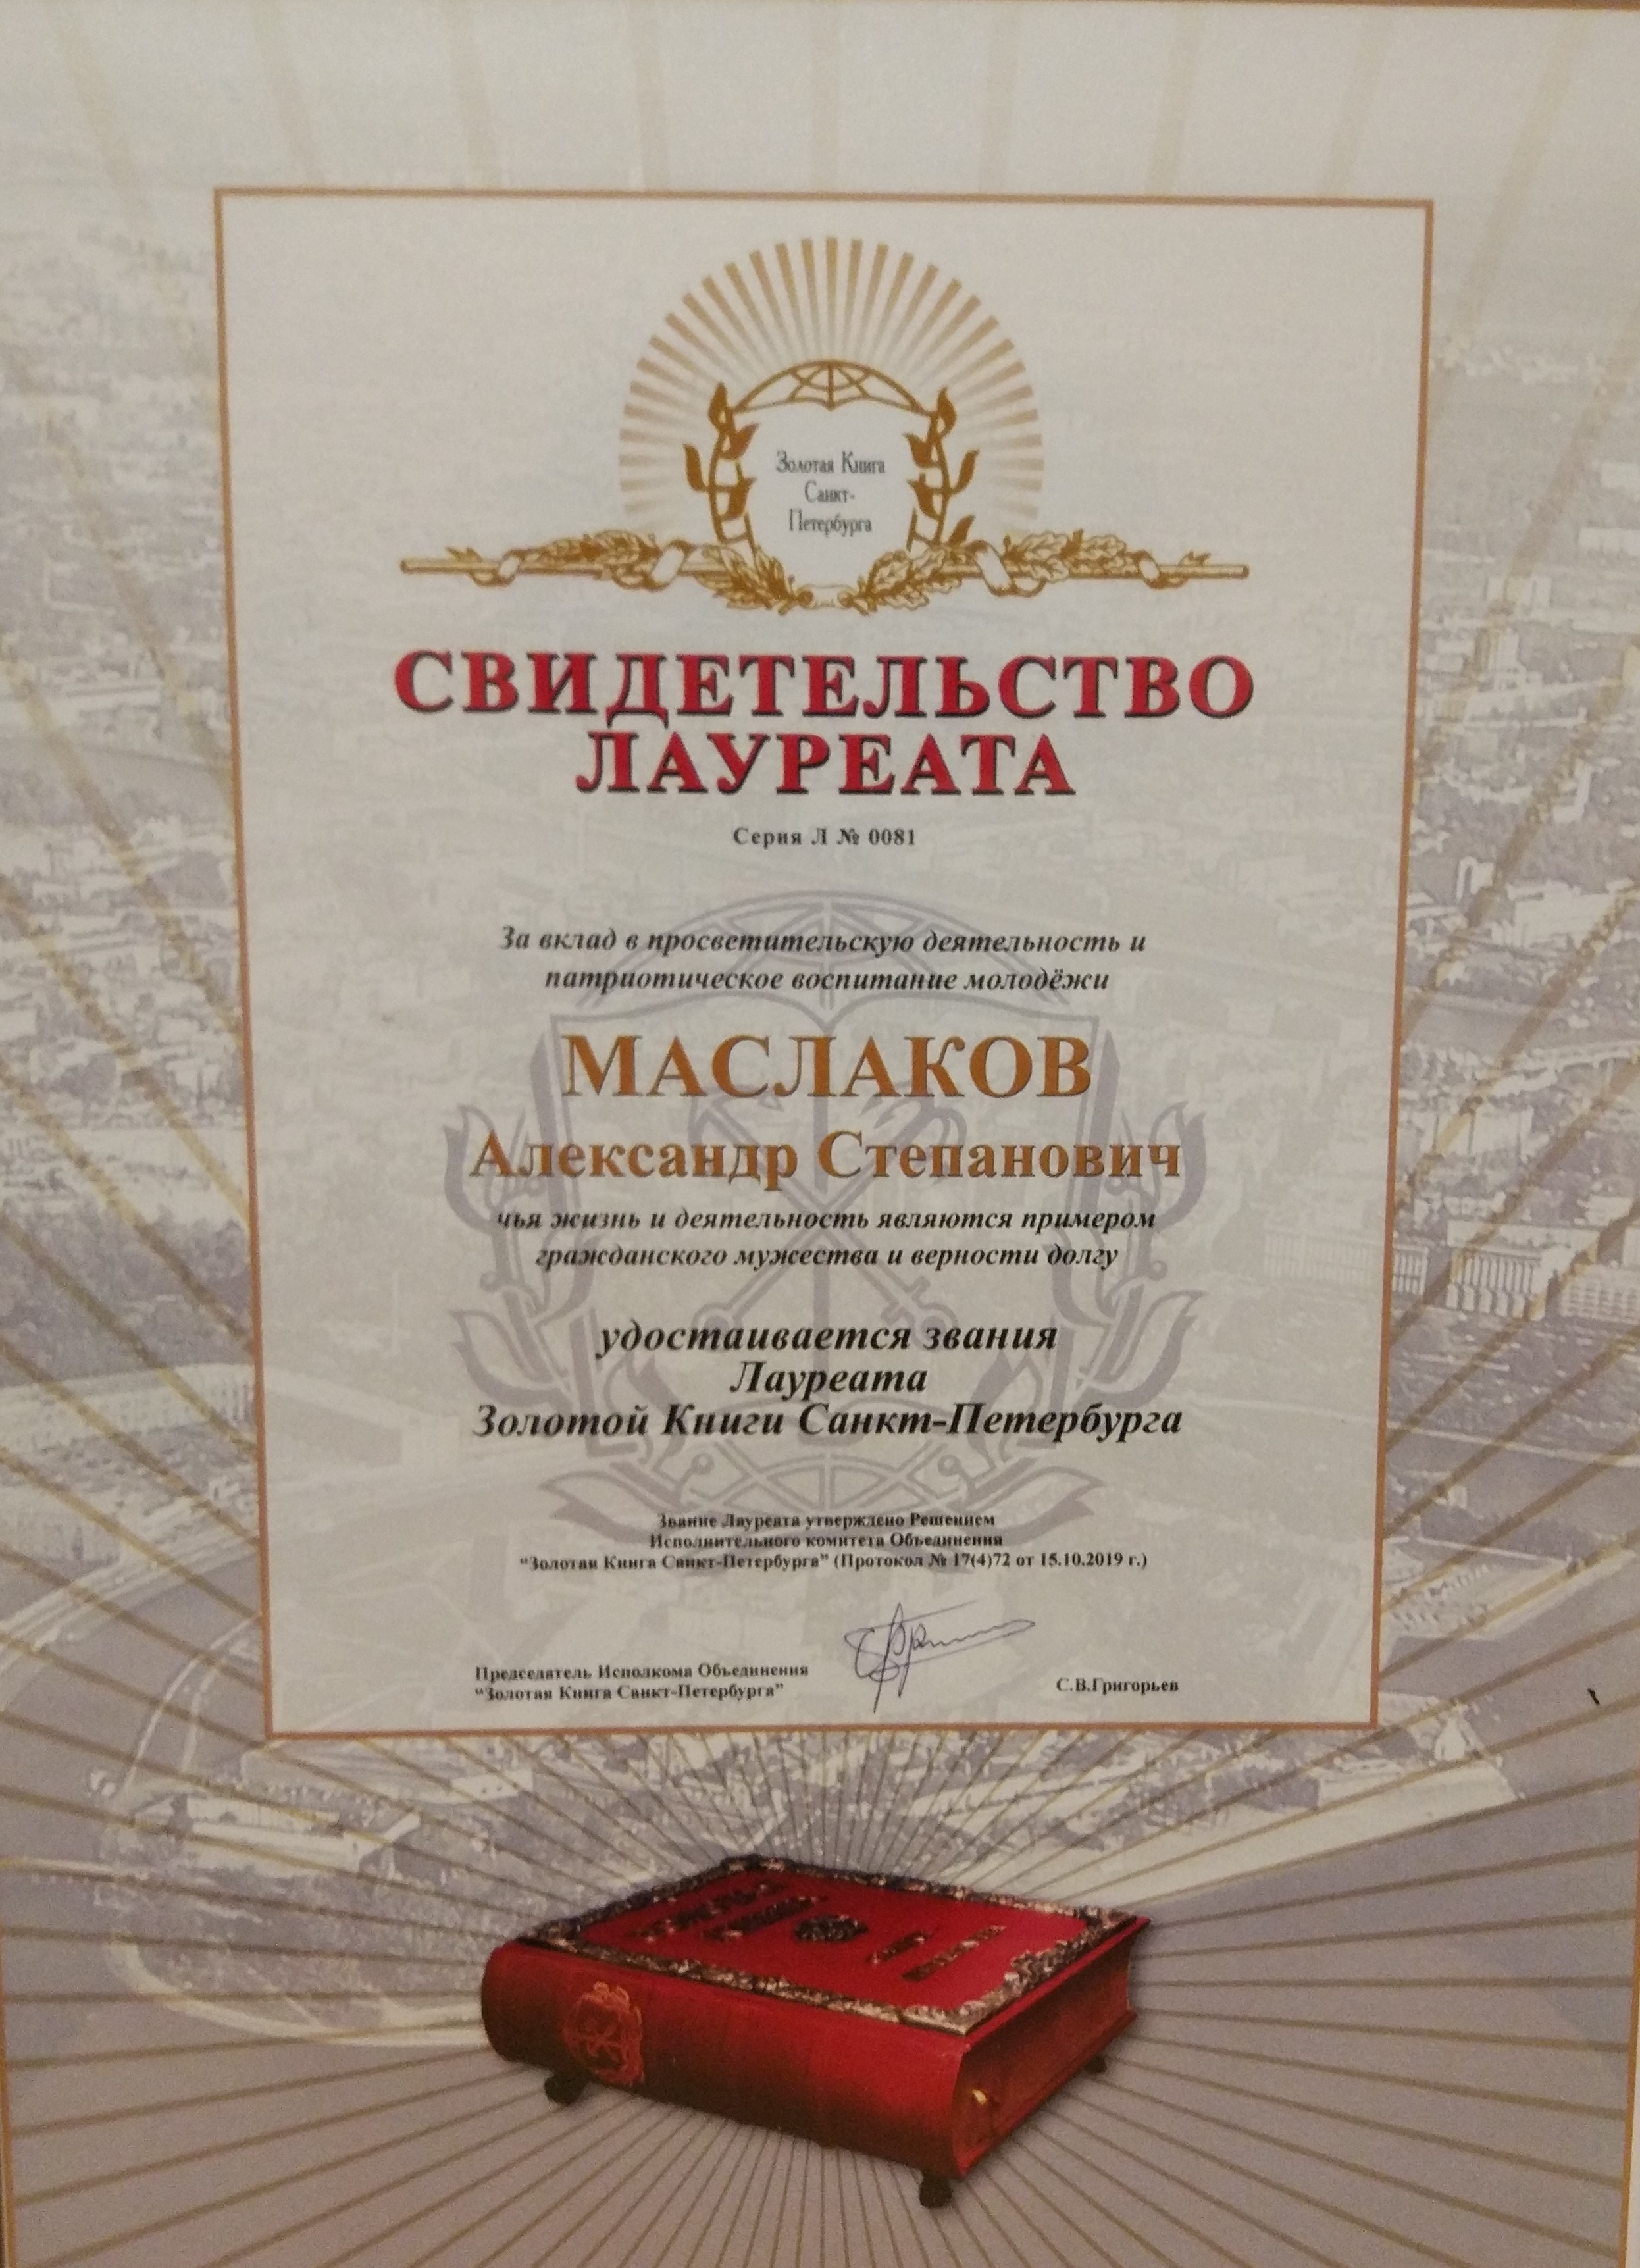 Золотая Книга
Санкт-
Петербурга
СВИДЕТЕЛЬСТВО
ЛАУРЕАТА
Серия Л № 0081
За вклад в просветительскую деятельность и
патриотическое воспитание молодёжи
МАСЛАКОВ
Александр Степанович
чья жизнь и деятельность являются примером
гражданского мужества и верности долгу
удостаивается звания
Лауреата
Золотой Книги Санкт-Петербурга
Звание Лауреата утверждено Решением
Исполнительного комитета Объединения
"Золотая Книга Санкт-Петербурга" (Протокол № 17(4)72 от 15.10.2019 г.)
Председатель Исполкома Объединения
"Золотая Книга Санкт-Петербурга"
С.В.Григорьев